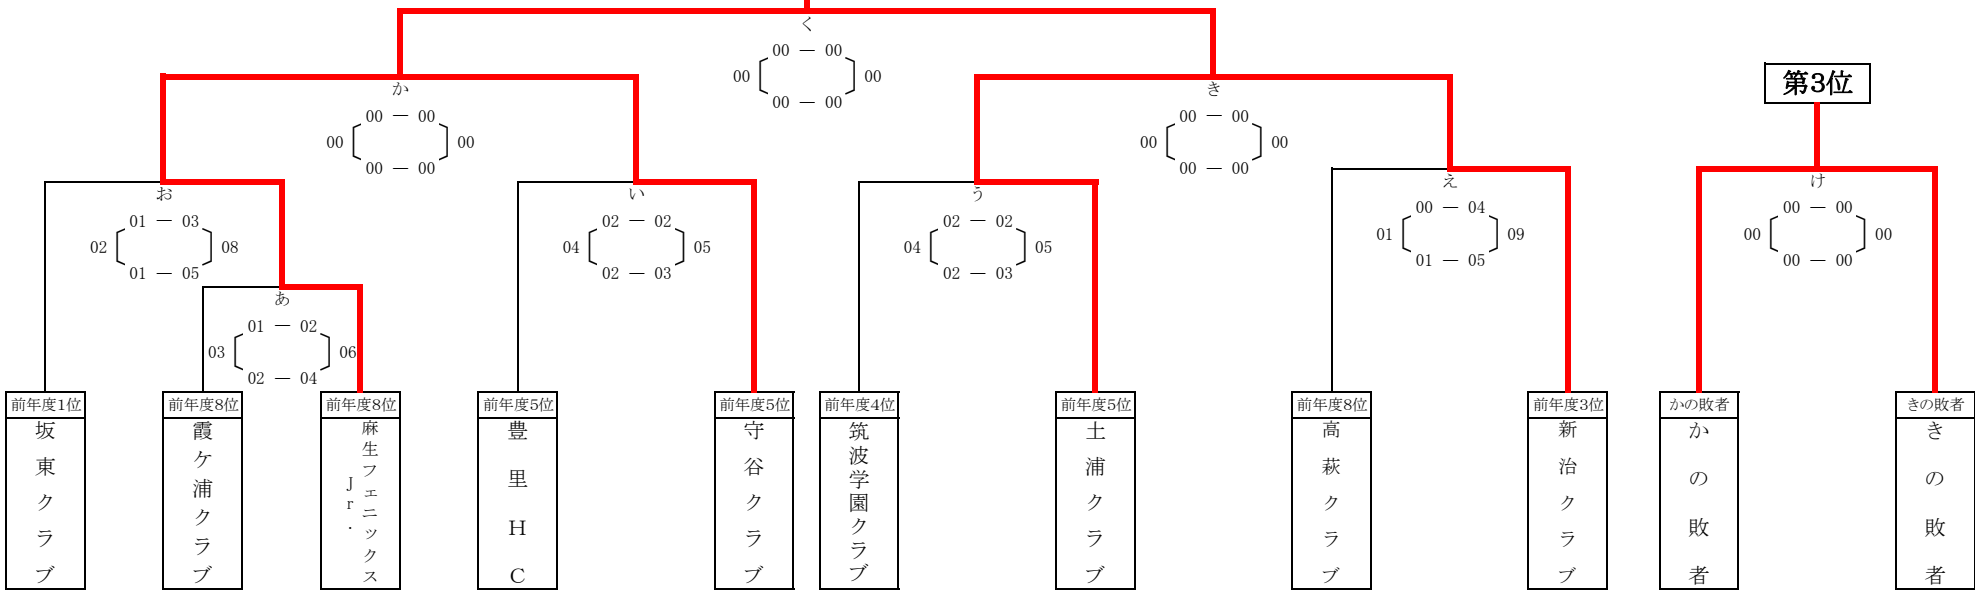 く
00 — 00
00 00
00 — 00
か
00 — 00
00 00
00 — 00
き
00 — 00
00 00
00 — 00
第3位
お
01 — 03
02 08
01 — 05
い
02 — 02
04 05
02 — 03
う
02 — 02
04 05
02 — 03
え
00 — 04
01 09
01 — 05
け
00 — 00
00 00
00 — 00
あ
01 — 02
03 06
02 — 04
前年度1位
坂東クラブ
前年度8位
霞ケ浦クラブ
前年度8位
麻生フェニックス
Jr.
前年度5位
豊里HC
前年度5位
守谷クラブ
前年度4位
筑波学園クラブ
前年度5位
土浦クラブ
前年度8位
高萩クラブ
前年度3位
新治クラブ
かの敗者
かの敗者
きの敗者
きの敗者